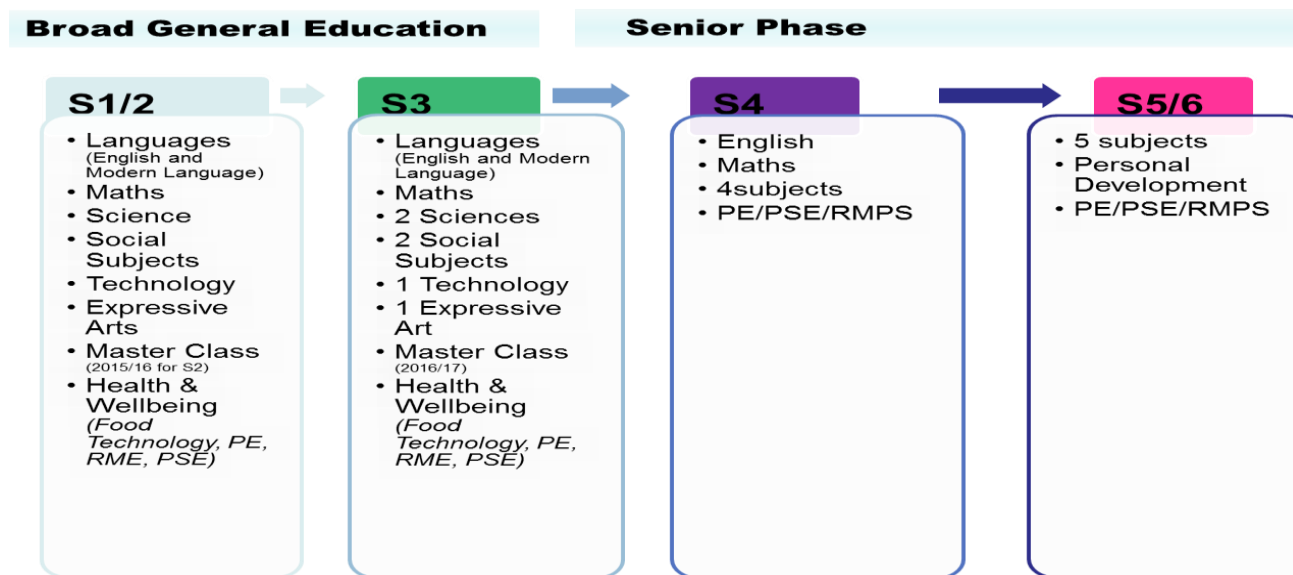 Broad General Education
Senior Phase
S1/2
• Languages
(English and
Modern Language)
• Maths
• Science
• Social
Subjects
• Technology
• Expressive
Arts
• Master Class
(2015/16 for S2)
• Health &
Wellbeing
(Food
Technology, PE,
RME, PSE)
S3
• Languages
(English and Modern
Language)
• Maths
• 2 Sciences
• 2 Social
Subjects
• 1 Technology
• 1 Expressive
Art
• Master Class
(2016/17)
• Health &
Wellbeing
(Food
Technology, PE,
RME, PSE)
S4
• English
• Maths
• 4subjects
• PE/PSE/RMPS
S5/6
• 5 subjects
• Personal
Development
• PE/PSE/RMPS